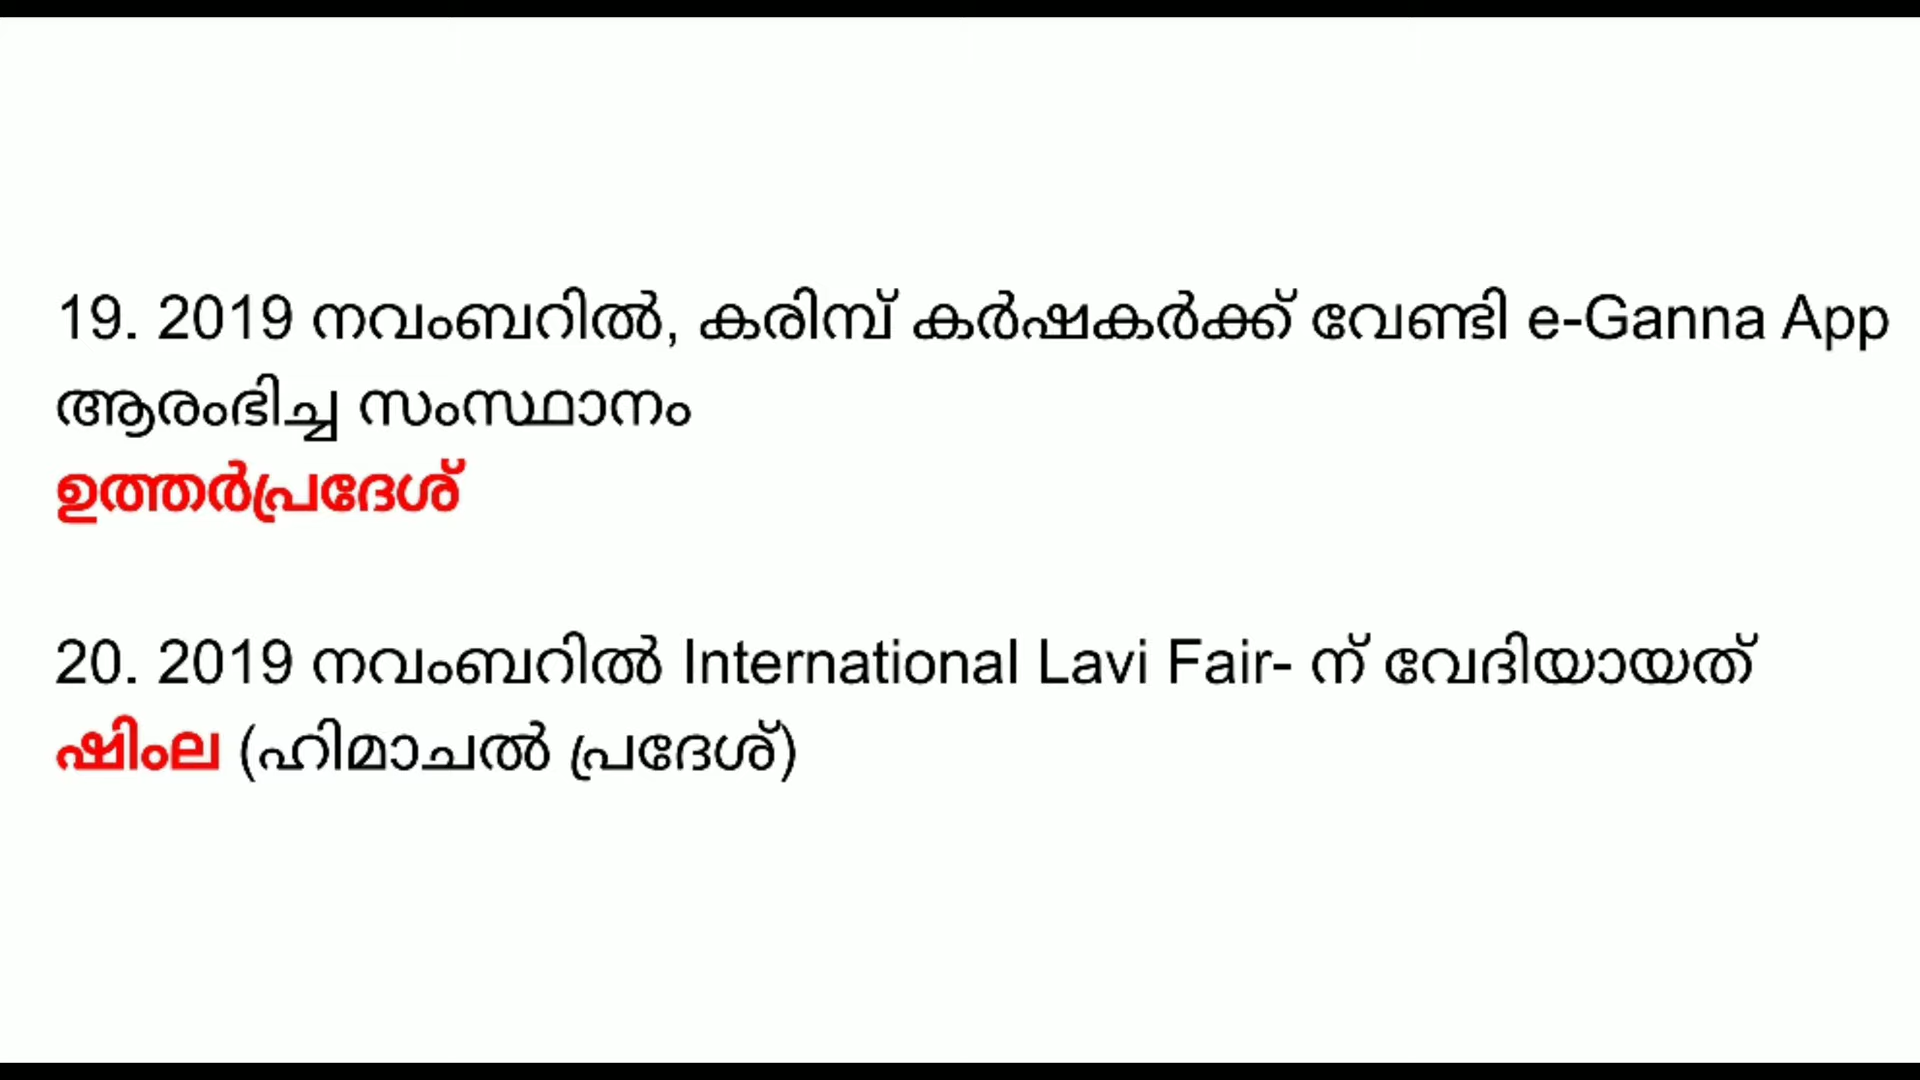 19. 2019 നവംബറിൽ, കരിമ്പ് കർഷകർക്ക് വേണ്ടി e-Ganna App
ആരംഭിച്ച സംസ്ഥാനം
ഉത്തർപ്രദേശ്
20. 2019 നവംബറിൽ International Lavi Fair- ന് വേദിയായത്
ഷിംല (ഹിമാചൽ പ്രദേശ്)